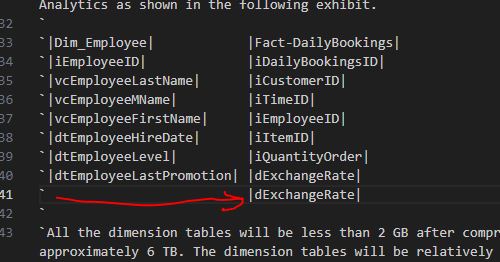 Analytics as shown in the following exhibit.
32 `
33 `|Dim_Employee| |Fact-DailyBookings|
34 `|iEmployeeID| |iDailyBookingsID|
35 `|vcEmployeeLastName| |iCustomerID|
36 `|vcEmployeeMName| |iTimeID|
37 `|vcEmployeeFirstName| |iEmployeeID|
38 `|dtEmployeeHireDate| |iItemID|
39 `|dtEmployeeLevel| |iQuantityOrder|
40 `|dtEmployeeLastPromotion| |dExchangeRate|
41 ` |dExchangeRate|
42 `
43 `All the dimension tables will be less than 2 GB after
approximately 6 TB. The dimension tables will be relatively